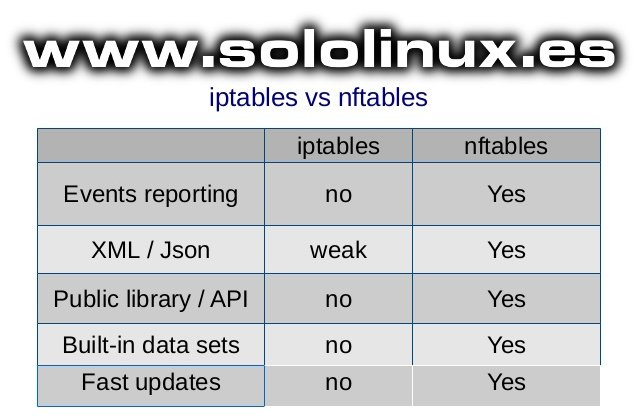 www.sololinux.es
iptables vs nftables
iptables nftables
Events reporting no Yes
XML / Json weak Yes
Public library / API no Yes
Built-in data sets no Yes
Fast updates no Yes